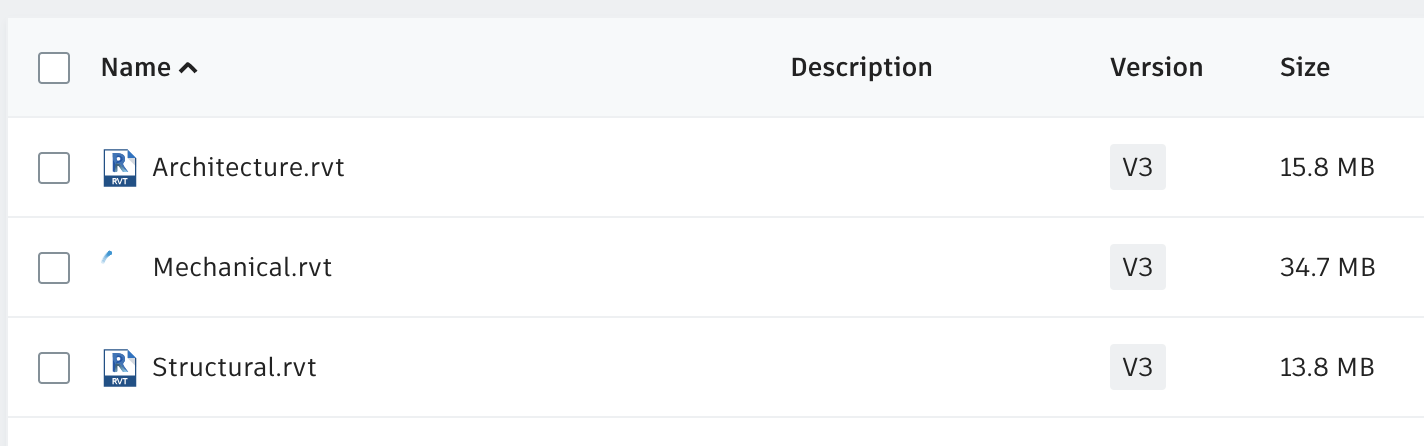 Name Description Version Size
R RVT Architecture.rvt V3 15.8 MB
Mechanical.rvt V3 34.7 MB
R RVT Structural.rvt V3 13.8 MB